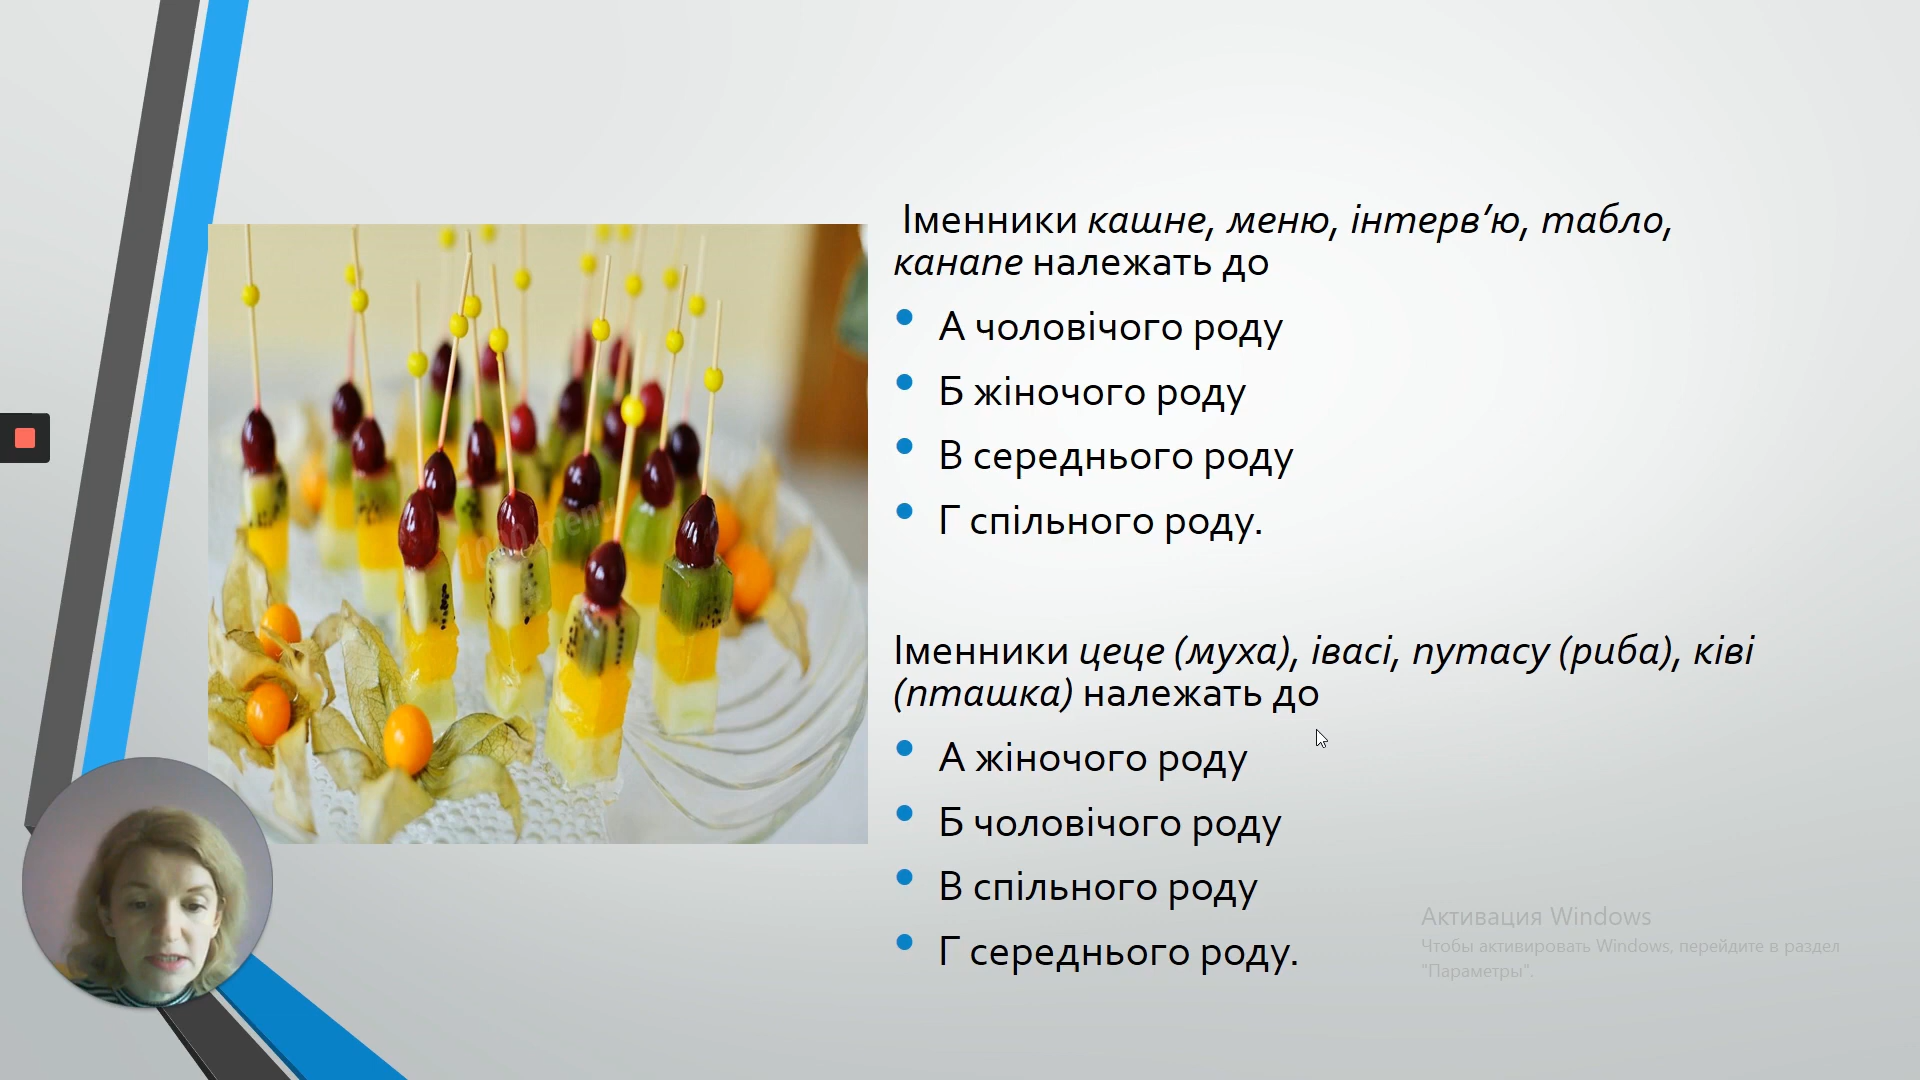 Іменники кашне, меню, інтерв’ю, табло,
канапе належать до
• А чоловічого роду
• Б жіночого роду
• В середнього роду
• Г спільного роду.
Іменники цеце (муха), івасі, путасу (риба), ківі
(пташка) належать до
• А жіночого роду
• Б чоловічого роду
• В спільного роду
• Г середнього роду.
Активация Windows
Чтобы активировать Windows, перейдите в раздел
"Параметры".